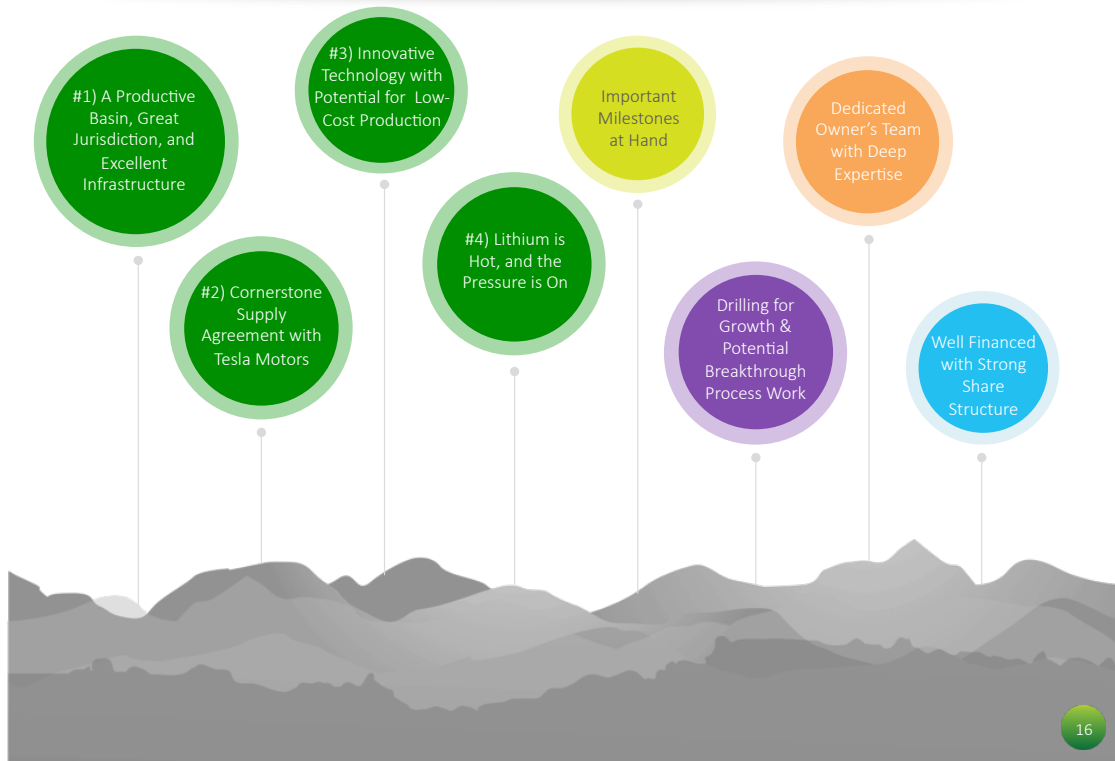 #1) A Productive
Basin, Great
Jurisdiction, and
Excellent
Infrastructure
#2) Cornerstone
Supply
Agreement with
Tesla Motors
#3) Innovative
Technology with
Potential for Low-
Cost Production
#4) Lithium is
Hot, and the
Pressure is On
Important
Milestones
at Hand
Drilling for
Growth &
Potential
Breakthrough
Process Work
Dedicated
Owner’s Team
with Deep
Expertise
Well Financed
with Strong
Share
Structure
16